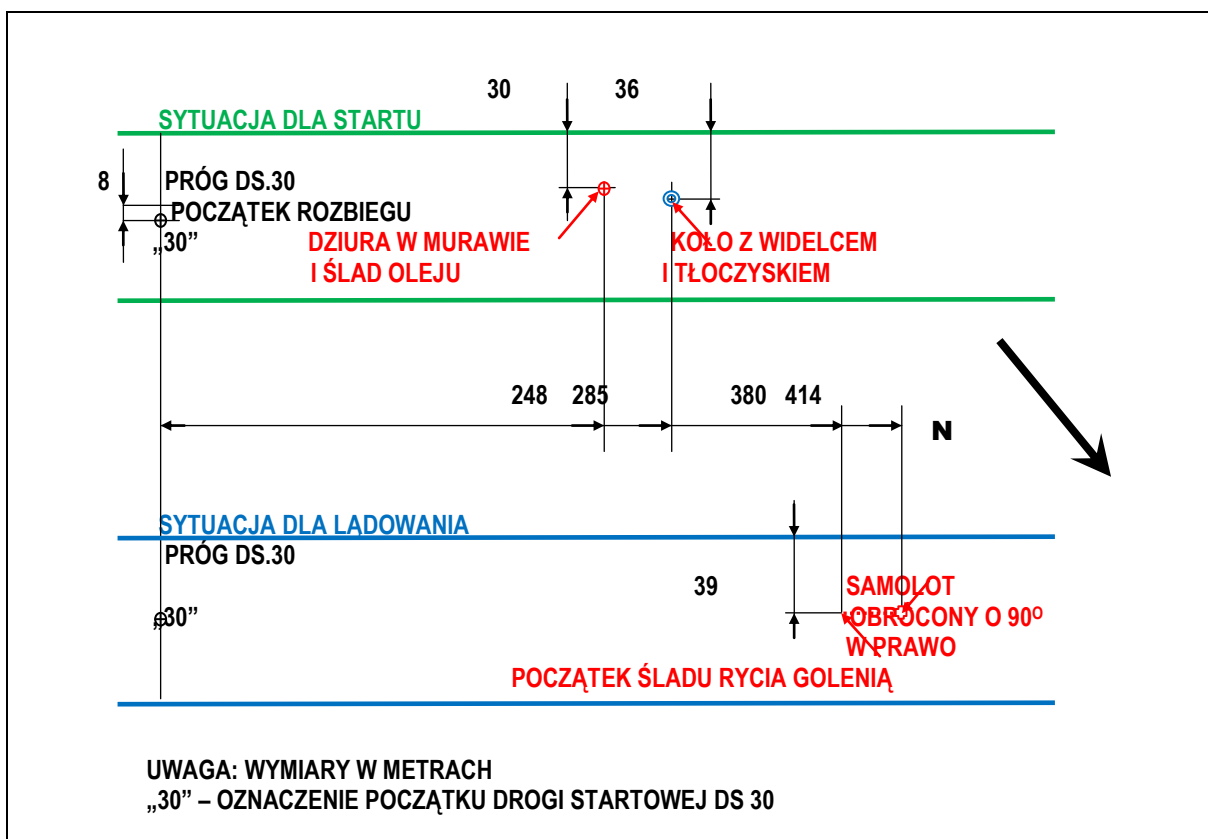 30 36
SYTUACJA DLA STARTU
8
PRÓG DS.30
POCZĄTEK ROZBIEGU
„30”
DZIURA W MURAWIE
I ŚLAD OLEJU
KOŁO Z WIDELCEM
I TŁOCZYSKIEM
248 285 380 414
N
SYTUACJA DLA LĄDOWANIA
PRÓG DS.30
„30”
39
SAMOLOT
OBRÓCONY O 90º
W PRAWO
POCZĄTEK ŚLADU RYCIA GOLENIĄ
UWAGA: WYMIARY W METRACH
„30” – OZNACZENIE POCZĄTKU DROGI STARTOWEJ DS 30